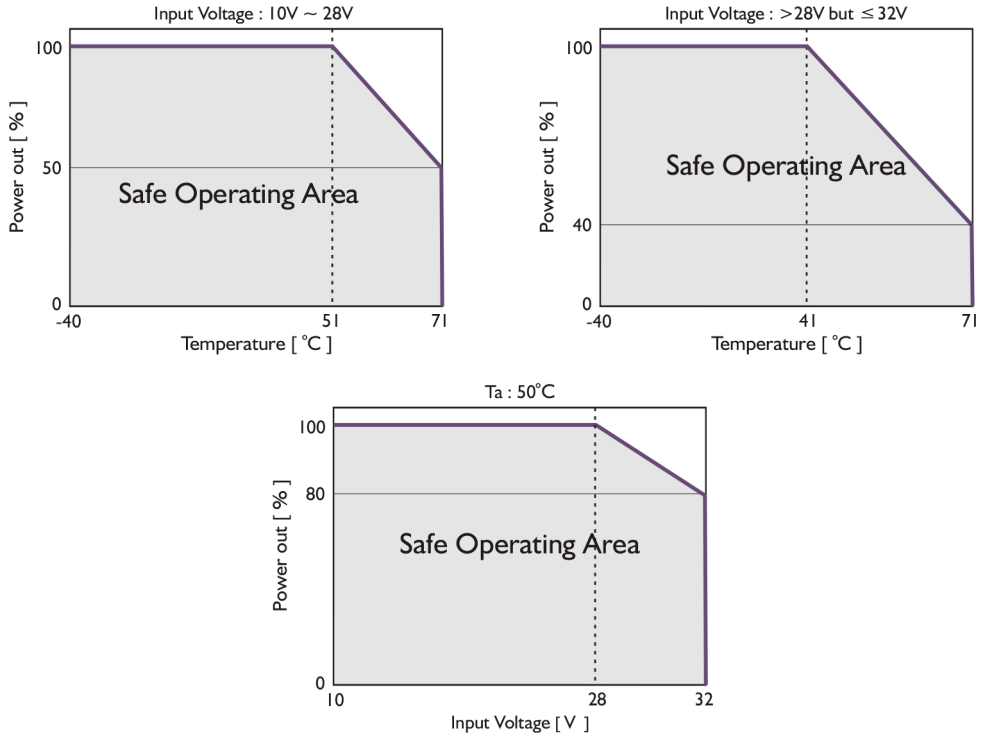 Input Voltage : 10V ~ 28V
100
50
0
-40
51
71
Power out [ % ]
Safe Operating Area
Temperature [ °C ]
Input Voltage : >28V but ≤ 32V
100
40
0
-40
41
71
Power out [ % ]
Safe Operating Area
Temperature [ °C ]
Ta : 50°C
100
80
0
10
28
32
Power out [ % ]
Safe Operating Area
Input Voltage [ V ]